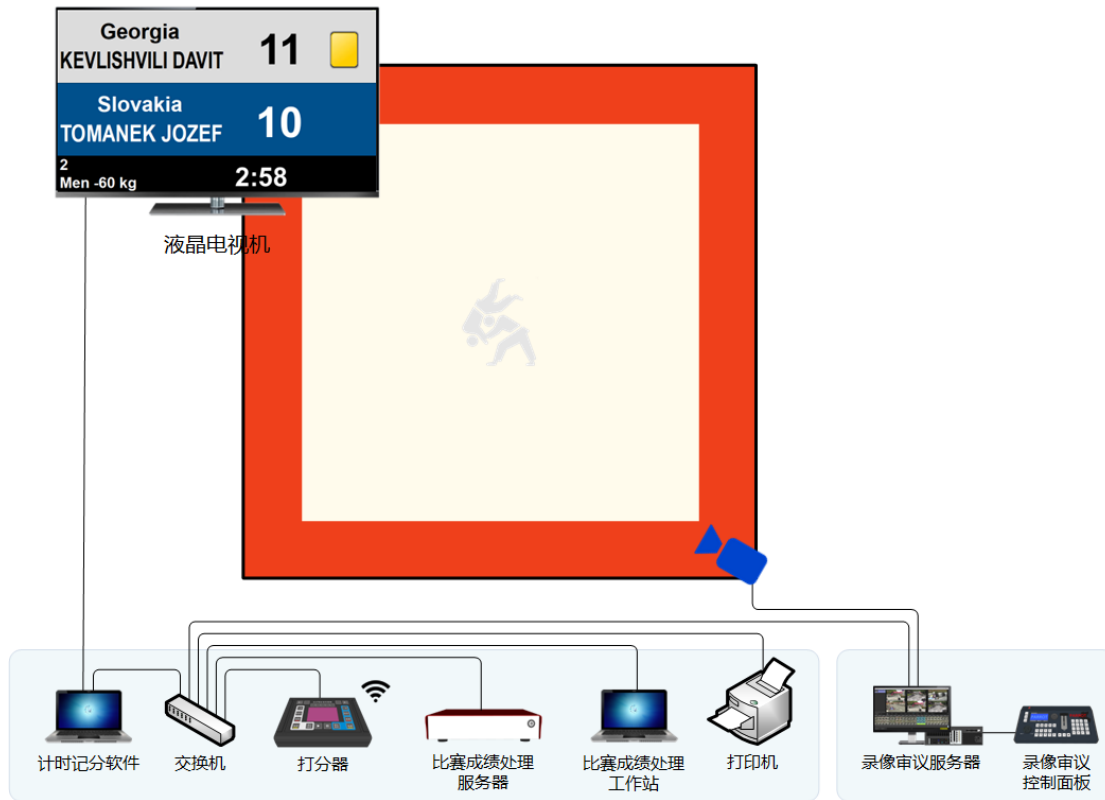 Georgia
KEVLISHVILI DAVIT
11
Slovakia
TOMANEK JOZEF
10
2
Men -60 kg
2:58
液晶电视机
计时记分软件
交换机
打分器
比赛成绩处理
服务器
比赛成绩处理
工作站
打印机
录像审议服务器
录像审议
控制面板